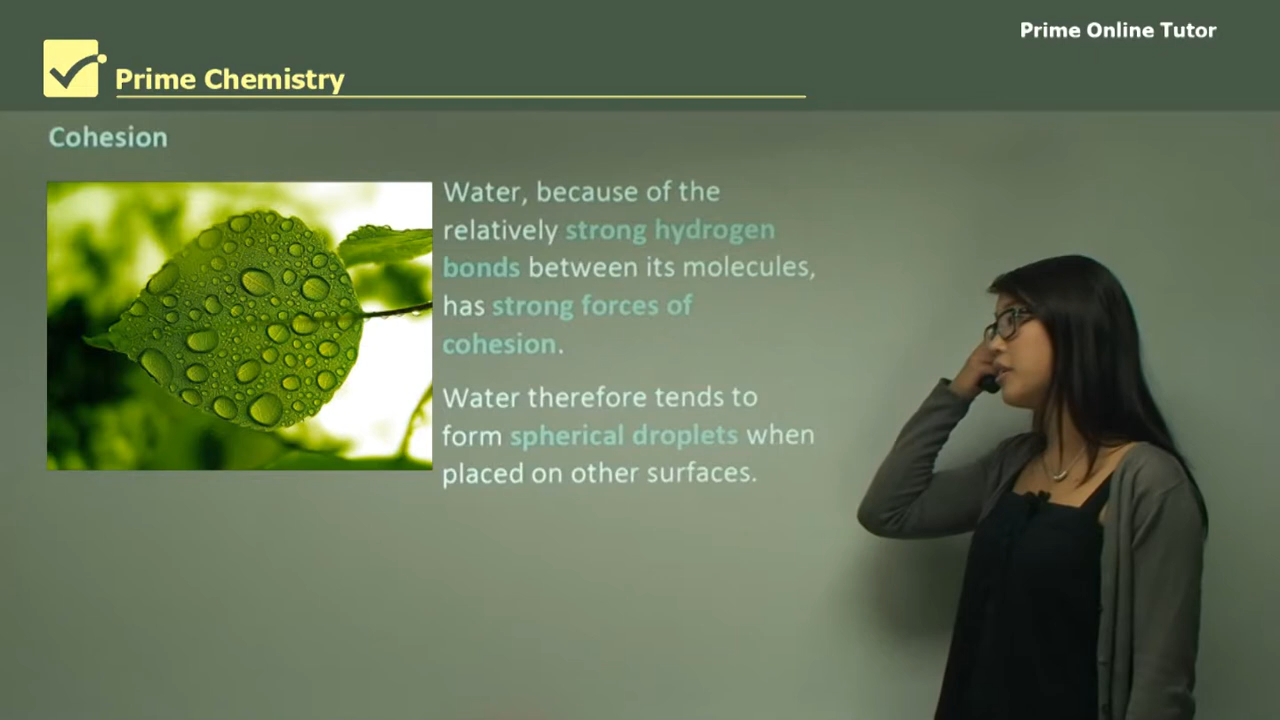 Prime Online Tutor
Prime Chemistry
Cohesion
Water, because of the
relatively strong hydrogen
bonds between its molecules,
has strong forces of
cohesion.
Water therefore tends to
form spherical droplets when
placed on other surfaces.